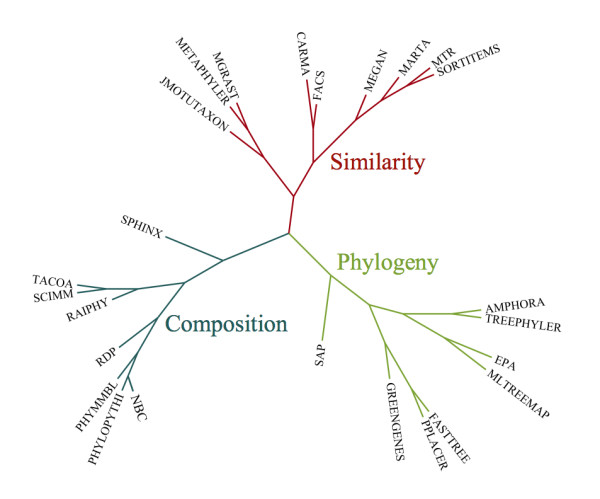 CARMA
FACS
MEGAN
MARTA
MTR
SORTITEMS
MGRAST
METAPHYLER
JMOTUTAXON
Similarity
SPHINX
Phylogeny
TACOA
SCIMM
RAIPHY
Composition
RDP
PHYMMBL
PHYLOPYTHI
NBC
SAP
AMPHORA
TREEPHYLER
EPA
MLTREEMAP
GREENGENES
FASTTREE
PPLACER